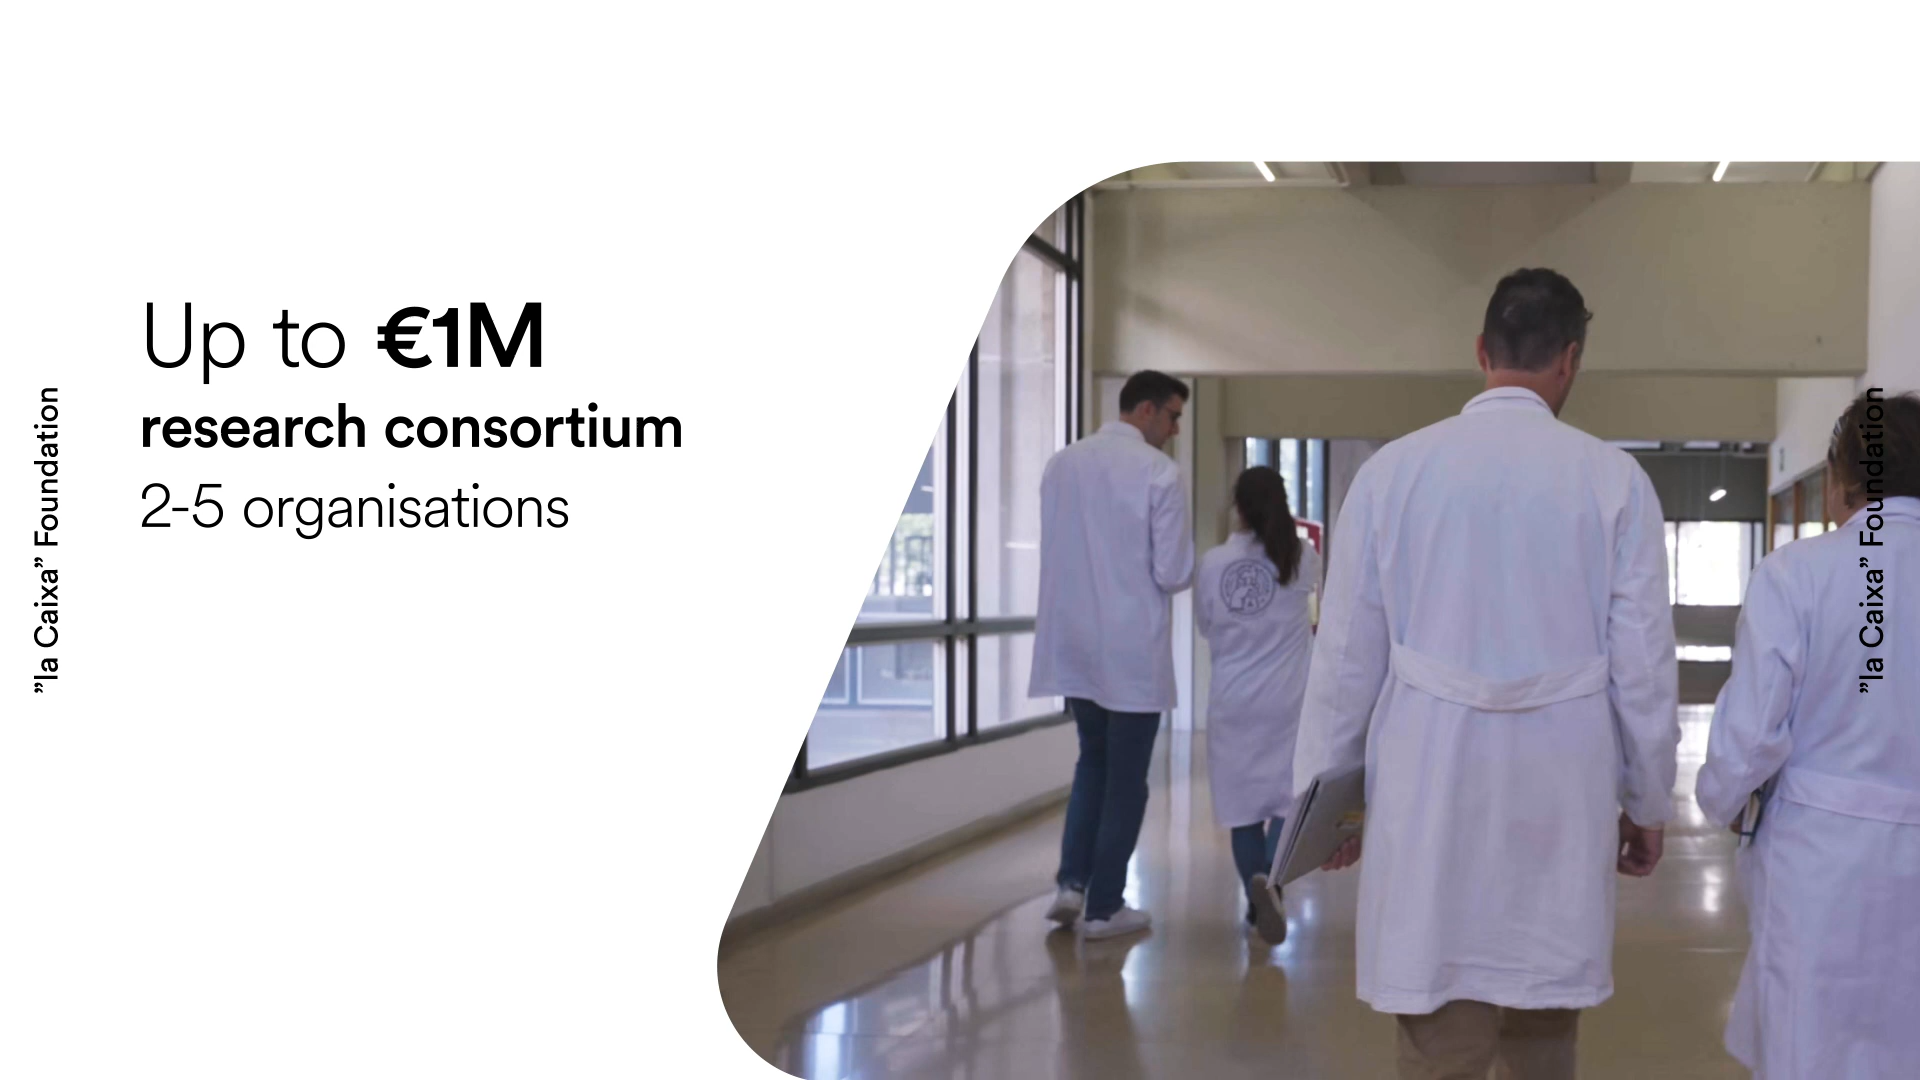 Up to €1M
research consortium
2-5 organisations
”la Caixa” Foundation
”la Caixa” Foundation